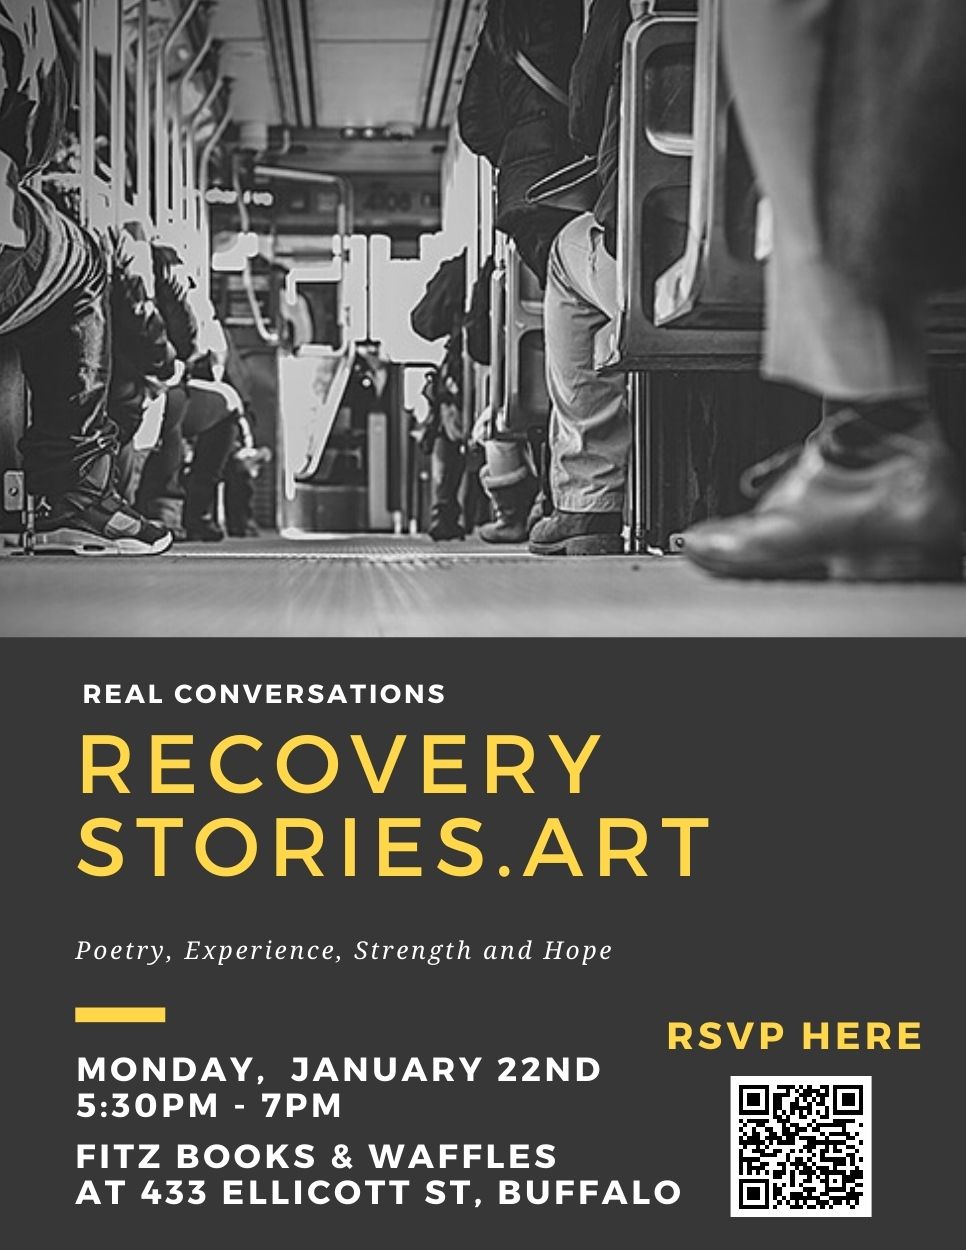 REAL CONVERSATIONS
RECOVERY
STORIES.ART
Poetry, Experience, Strength and Hope
RSVP HERE
MONDAY, JANUARY 22ND
5:30PM - 7PM
FITZ BOOKS & WAFFLES
AT 433 ELLICOTT ST, BUFFALO